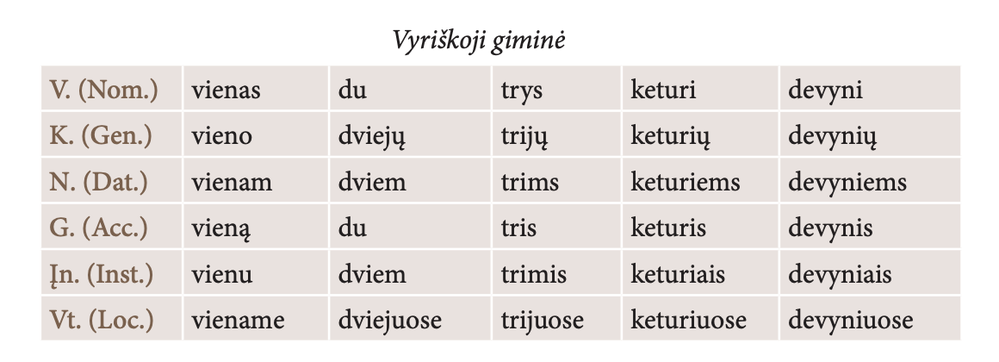 Vyriškoji giminė
V. (Nom.) vienas du trys keturi devyni
K. (Gen.) vieno dviejų trijų keturių devynių
N. (Dat.) vienam dviem trims keturiems devyniems
G. (Acc.) vieną du tris keturis devynis
Įn. (Inst.) vienu dviem trimis keturiais devyniais
Vt. (Loc.) viename dviejuose trijuose keturiuose devyniuose